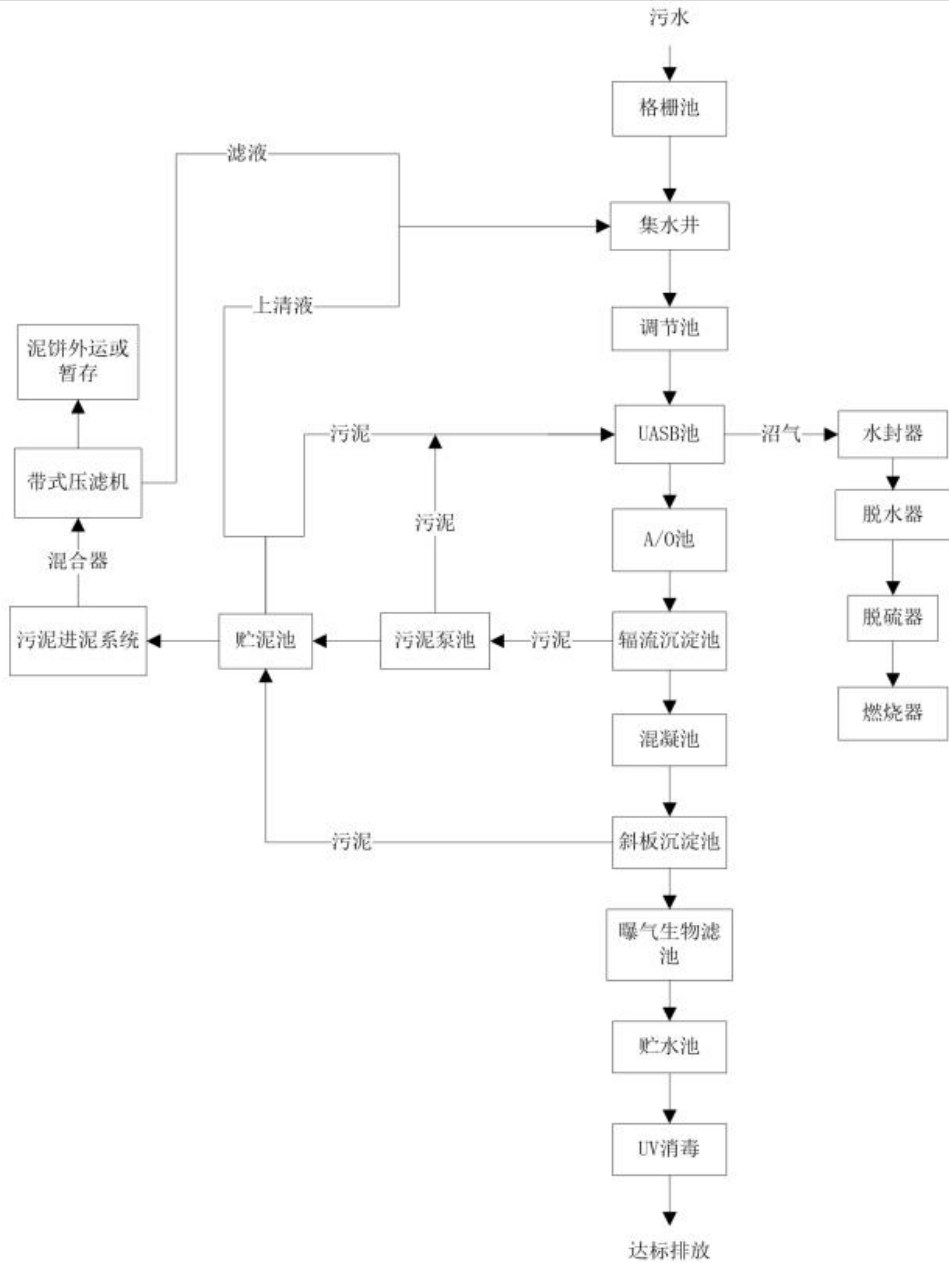 污水
格栅池
滤液
集水井
上清液
调节池
泥饼外运或
暂存
污泥
UASB池
沼气
水封器
带式压滤机
污泥
脱水器
A/O池
混合器
脱硫器
污泥进泥系统
贮泥池
污泥泵池
污泥
辐流沉淀池
燃烧器
混凝池
污泥
斜板沉淀池
曝气生物滤
池
贮水池
UV消毒
达标排放